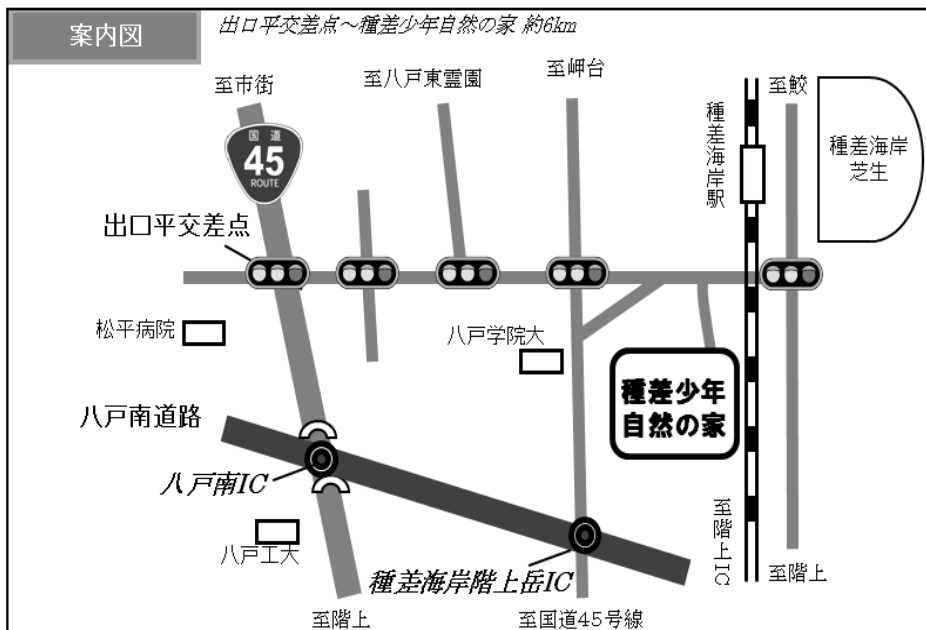 案内図
出口平交差点～種差少年自然の家 約6km
至市街
至八戸東霊園
至岬台
至鮫
国道
45
ROUTE
種差海岸駅
種差海岸
芝生
出口平交差点
松平病院
八戸学院大
種差少年
自然の家
八戸南道路
八戸南IC
八戸工大
種差海岸階上岳IC
至階上IC
至階上
至階上
至国道45号線